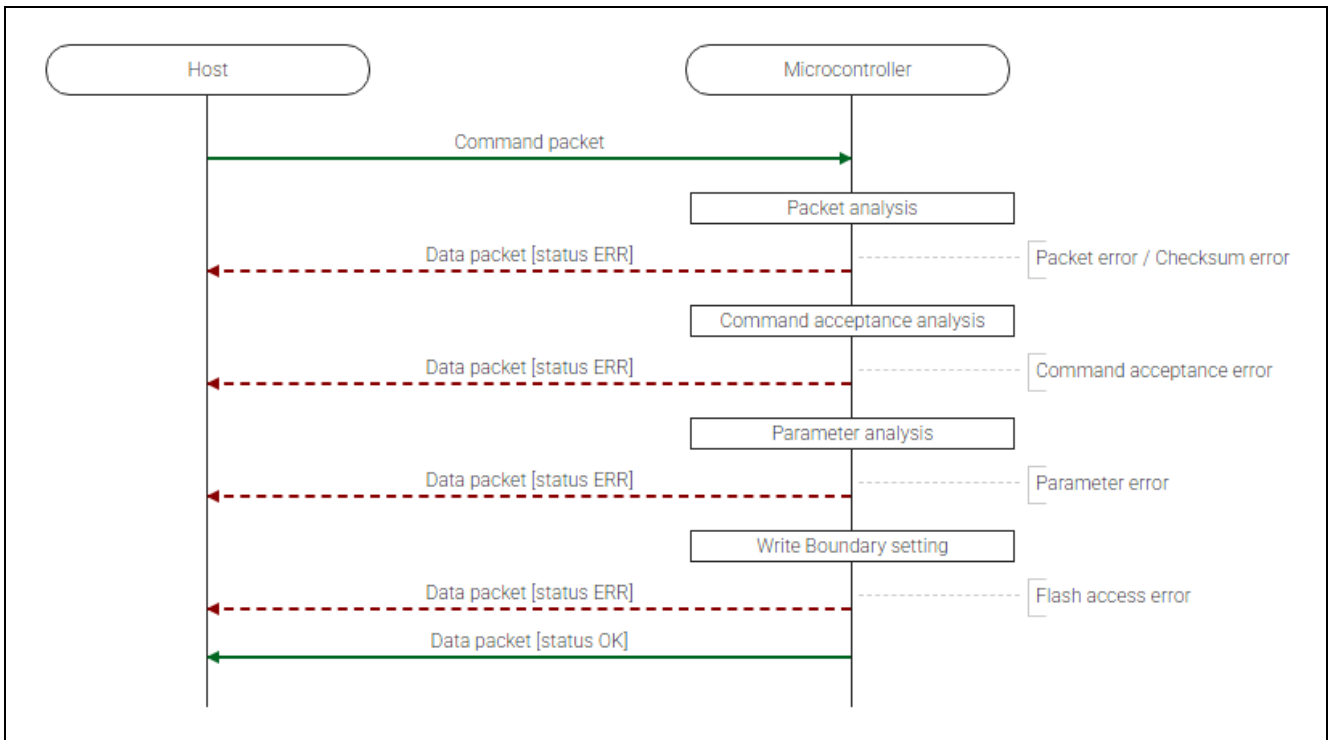 Host
Microcontroller
Command packet
Packet analysis
Data packet [status ERR]
Packet error / Checksum error
Command acceptance analysis
Data packet [status ERR]
Command acceptance error
Parameter analysis
Data packet [status ERR]
Parameter error
Write Boundary setting
Data packet [status ERR]
Flash access error
Data packet [status OK]